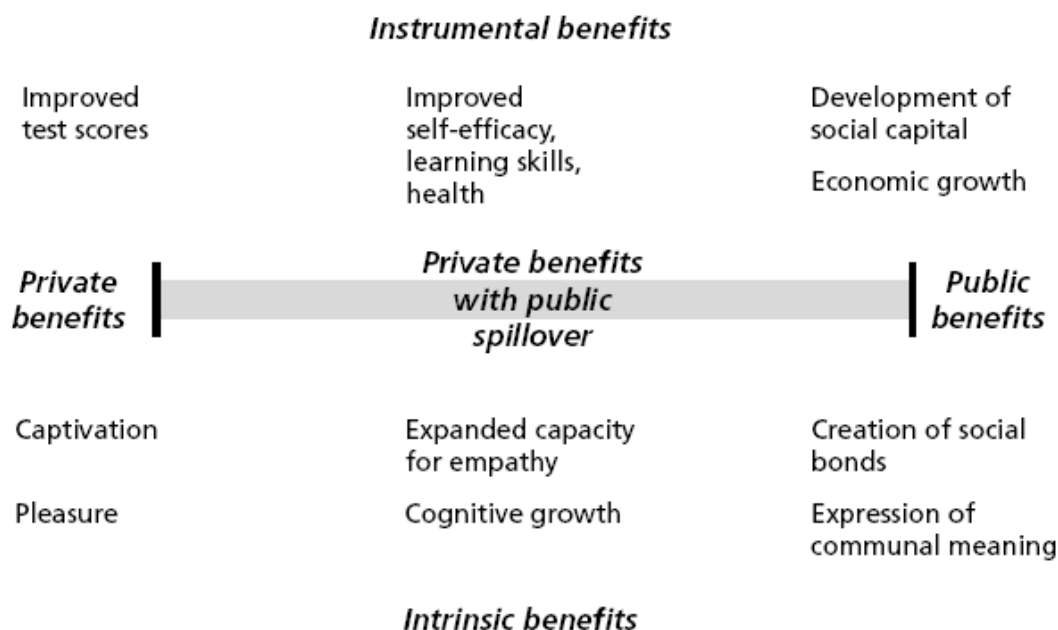 Instrumental benefits
Improved
test scores
Improved
self-efficacy,
learning skills,
health
Development of
social capital
Economic growth
Private
benefits
Private benefits
with public
spillover
Public
benefits
Captivation
Pleasure
Expanded capacity
for empathy
Cognitive growth
Creation of social
bonds
Expression of
communal meaning
Intrinsic benefits